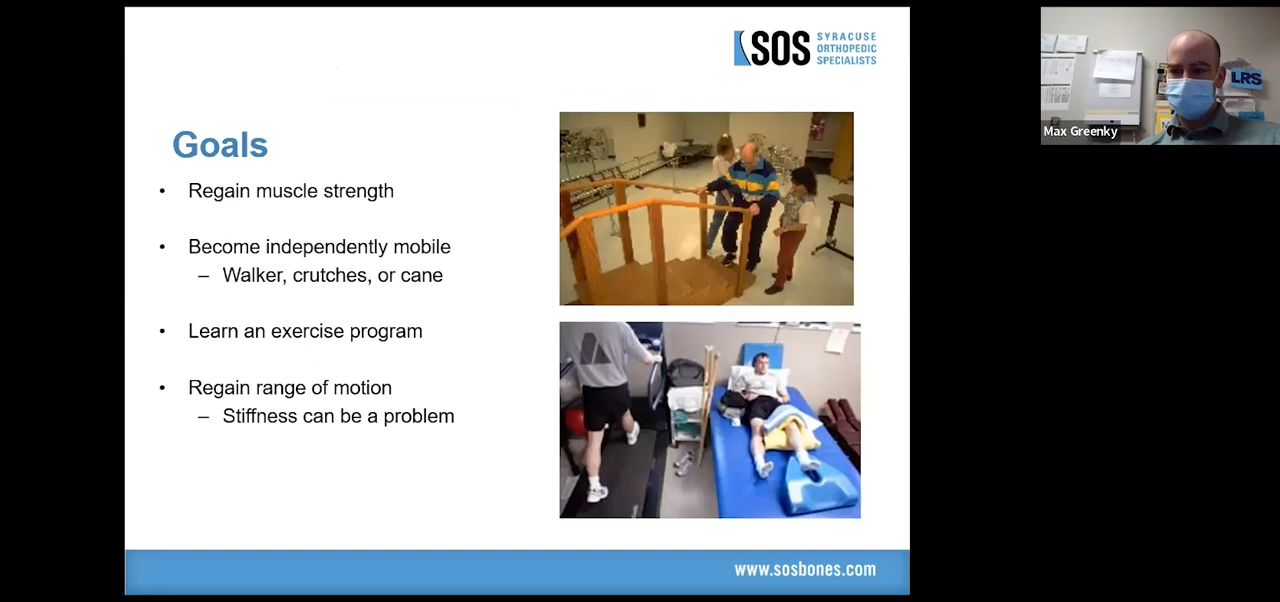 SOS
SYRACUSE
ORTHOPEDIC
SPECIALISTS
Goals
• Regain muscle strength
• Become independently mobile
– Walker, crutches, or cane
• Learn an exercise program
• Regain range of motion
– Stiffness can be a problem
www.sosbones.com
LRS
Max Greenky